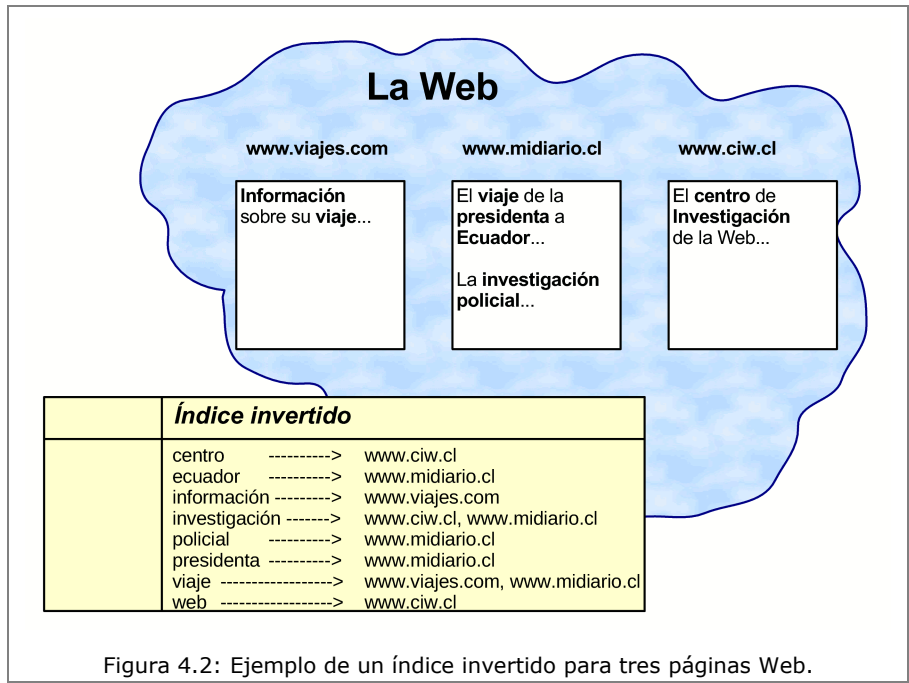 La Web
www.viajes.com
www.midiario.cl
www.ciw.cl
Información
sobre su viaje...
El viaje de la
presidenta a
Ecuador...
La investigación
policial...
El centro de
Investigación
de la Web...
Índice invertido
centro ----------> www.ciw.cl
ecuador ----------> www.midiario.cl
información ---------> www.viajes.com
investigación -------> www.ciw.cl, www.midiario.cl
policial ----------> www.midiario.cl
presidenta ----------> www.midiario.cl
viaje ------------------> www.viajes.com, www.midiario.cl
web ------------------> www.ciw.cl
Figura 4.2: Ejemplo de un índice invertido para tres páginas Web.